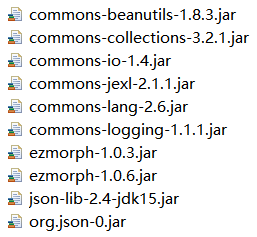 commons-beanutils-1.8.3.jar
commons-collections-3.2.1.jar
commons-io-1.4.jar
commons-jexl-2.1.1.jar
commons-lang-2.6.jar
commons-logging-1.1.1.jar
ezmorph-1.0.3.jar
ezmorph-1.0.6.jar
json-lib-2.4-jdk15.jar
org.json-0.jar